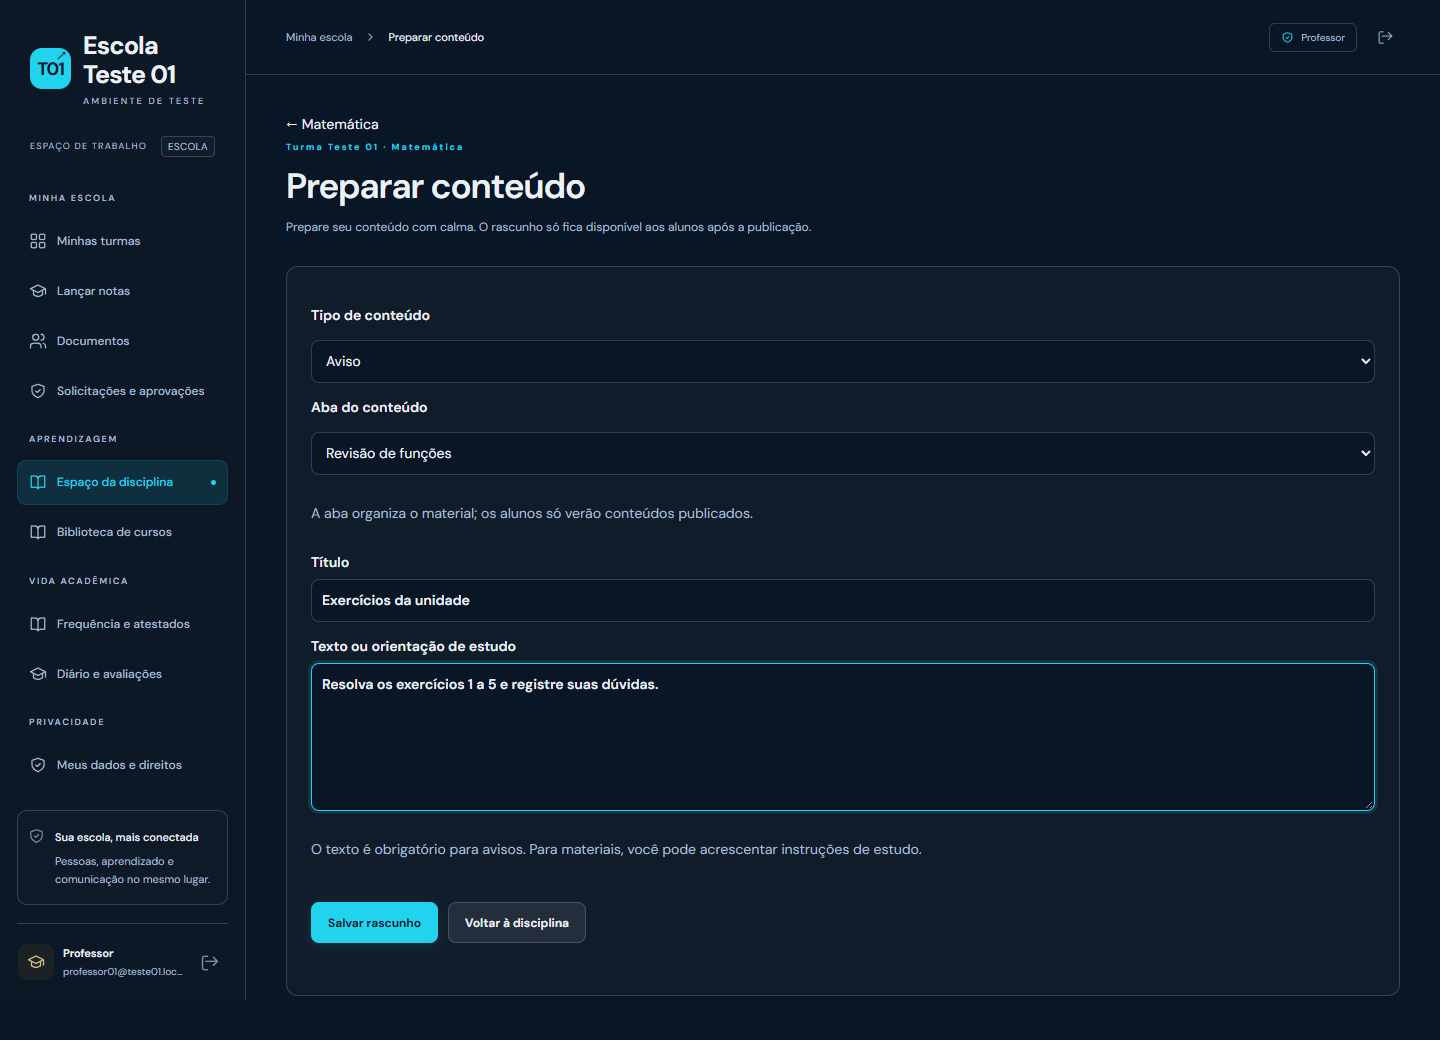 T01
Escola
Teste 01
AMBIENTE DE TESTE
ESPAÇO DE TRABALHO ESCOLA
MINHA ESCOLA
Minhas turmas
Lançar notas
Documentos
Solicitações e aprovações
APRENDIZAGEM
Espaço da disciplina
Biblioteca de cursos
VIDA ACADÊMICA
Frequência e atestados
Diário e avaliações
PRIVACIDADE
Meus dados e direitos
Sua escola, mais conectada
Pessoas, aprendizado e
comunicação no mesmo lugar.
Professor
professor01@teste01.loc...
Minha escola > Preparar conteúdo
Professor
← Matemática
Turma Teste 01 · Matemática
Preparar conteúdo
Prepare seu conteúdo com calma. O rascunho só fica disponível aos alunos após a publicação.
Tipo de conteúdo
Aviso
Aba do conteúdo
Revisão de funções
A aba organiza o material; os alunos só verão conteúdos publicados.
Título
Exercícios da unidade
Texto ou orientação de estudo
Resolva os exercícios 1 a 5 e registre suas dúvidas.
O texto é obrigatório para avisos. Para materiais, você pode acrescentar instruções de estudo.
Salvar rascunho Voltar à disciplina